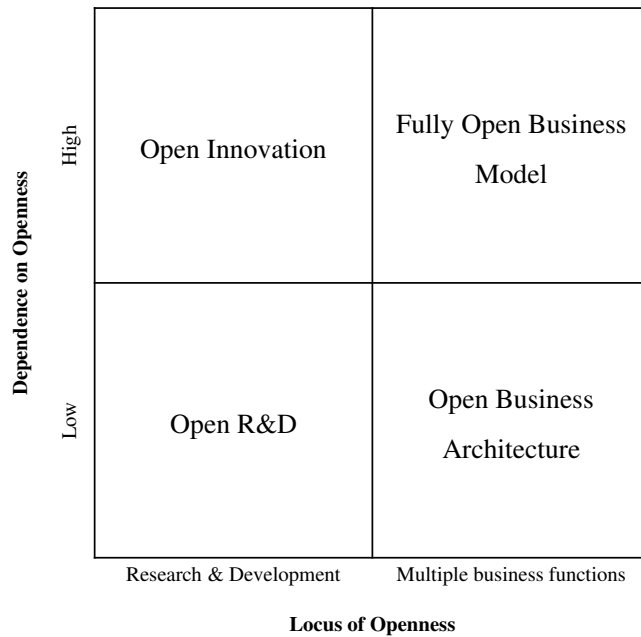 Dependence on Openness
High
Open Innovation
Fully Open Business
Model
Low
Open R&D
Open Business
Architecture
Research & Development
Multiple business functions
Locus of Openness